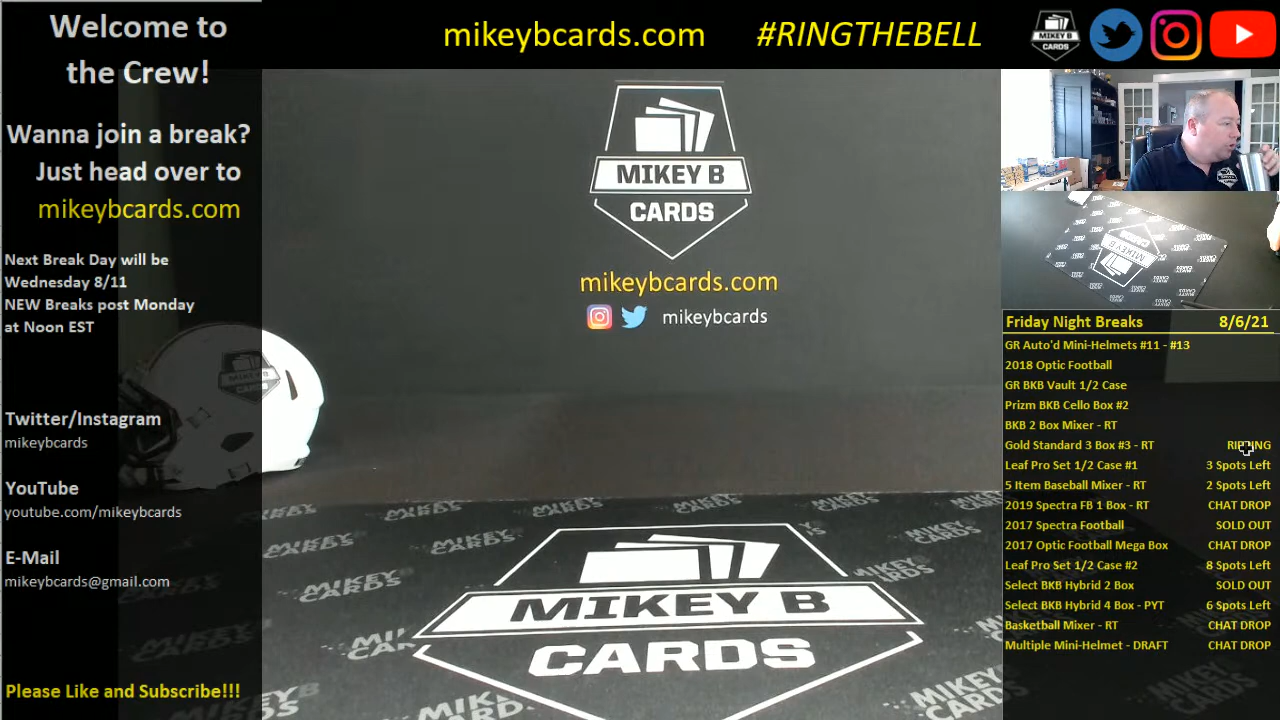 Welcome to
the Crew!
Wanna join a break?
Just head over to
mikeybcards.com
Next Break Day will be
Wednesday 8/11
NEW Breaks post Monday
at Noon EST
Twitter/Instagram
mikeybcards
YouTube
youtube.com/mikeybcards
E-Mail
mikeybcards@gmail.com
Please Like and Subscribe!!!
mikeybcards.com
#RINGTHEBELL
MIKEY B
CARDS
MIKEY B
CARDS
mikeybcards.com
mikeybcards
MIKEY B
CARDS
MIKEY B
CARDS
Friday Night Breaks 8/6/21
GR Auto'd Mini-Helmets #11 - #13
2018 Optic Football
GR BKB Vault 1/2 Case
Prizm BKB Cello Box #2
BKB 2 Box Mixer - RT
Gold Standard 3 Box #3 - RT
Leaf Pro Set 1/2 Case #1 3 Spots Left
5 Item Baseball Mixer - RT 2 Spots Left
2019 Spectra FB 1 Box - RT CHAT DROP
2017 Spectra Football SOLD OUT
2017 Optic Football Mega Box CHAT DROP
Leaf Pro Set 1/2 Case #2 8 Spots Left
Select BKB Hybrid 2 Box SOLD OUT
Select BKB Hybrid 4 Box - PYT 6 Spots Left
Basketball Mixer - RT CHAT DROP
Multiple Mini-Helmet - DRAFT CHAT DROP